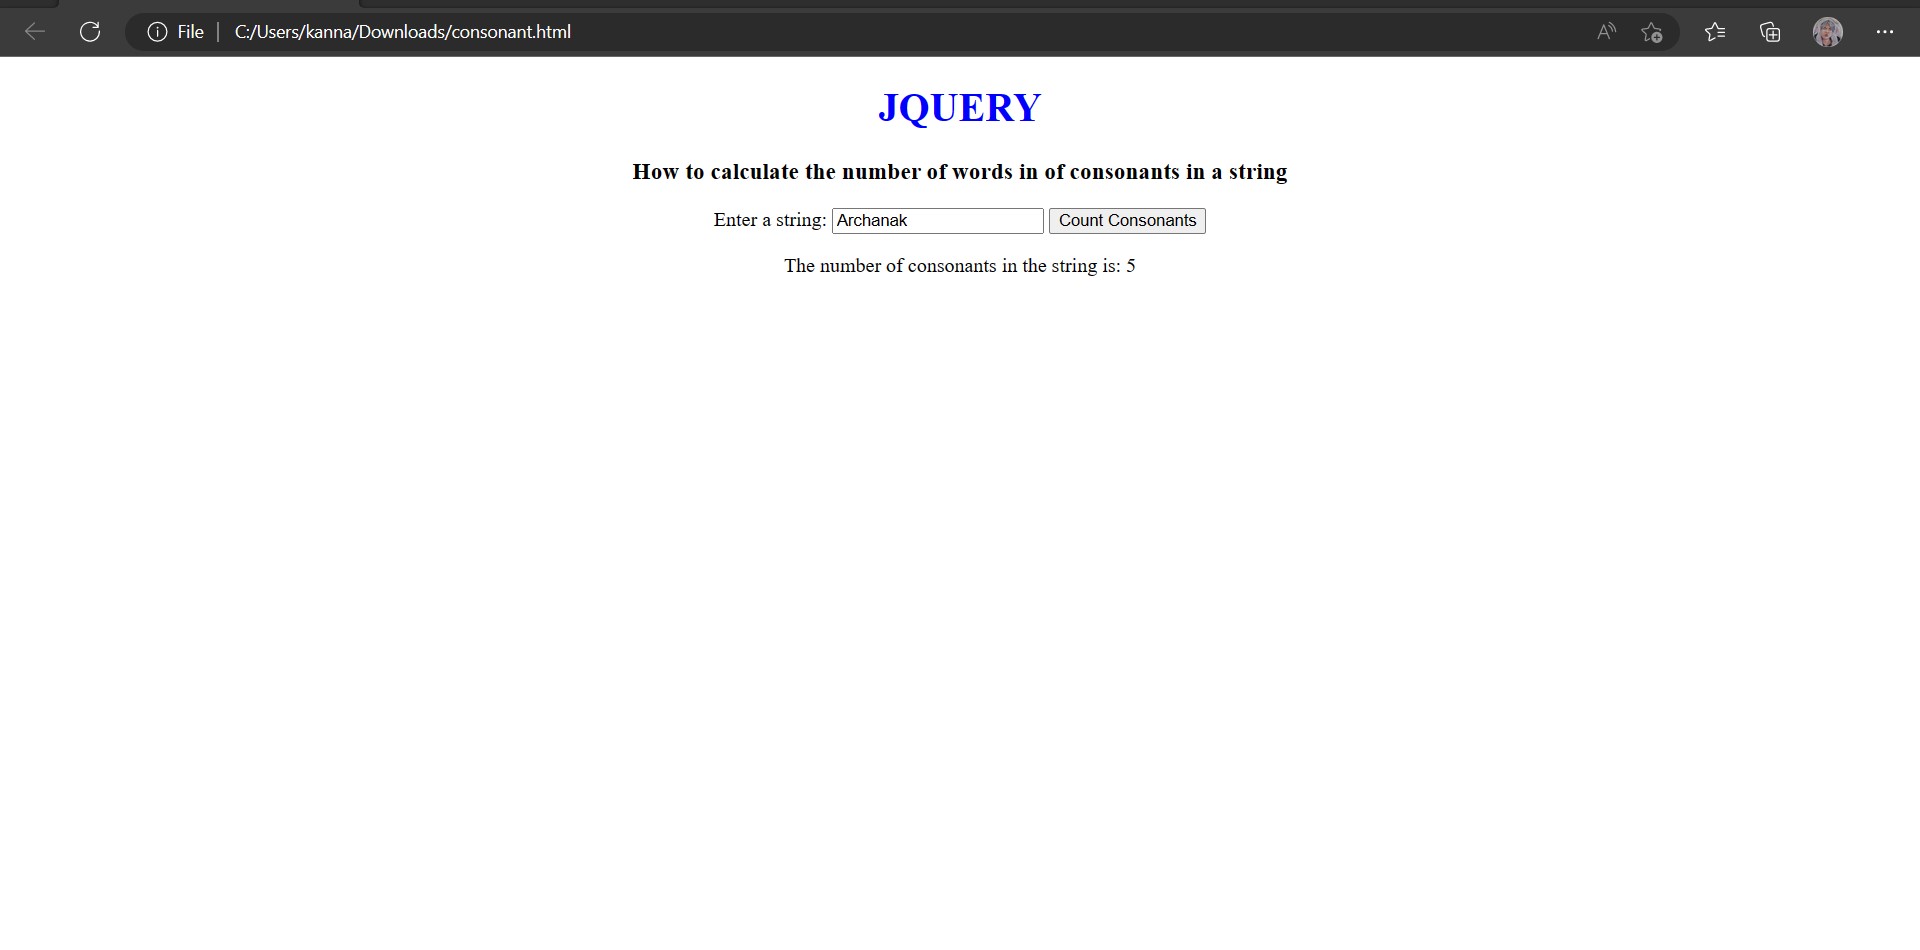 File C:/Users/kanna/Downloads/consonant.html
JQUERY
How to calculate the number of words in of consonants in a string
Enter a string: Archanak Count Consonants
The number of consonants in the string is: 5